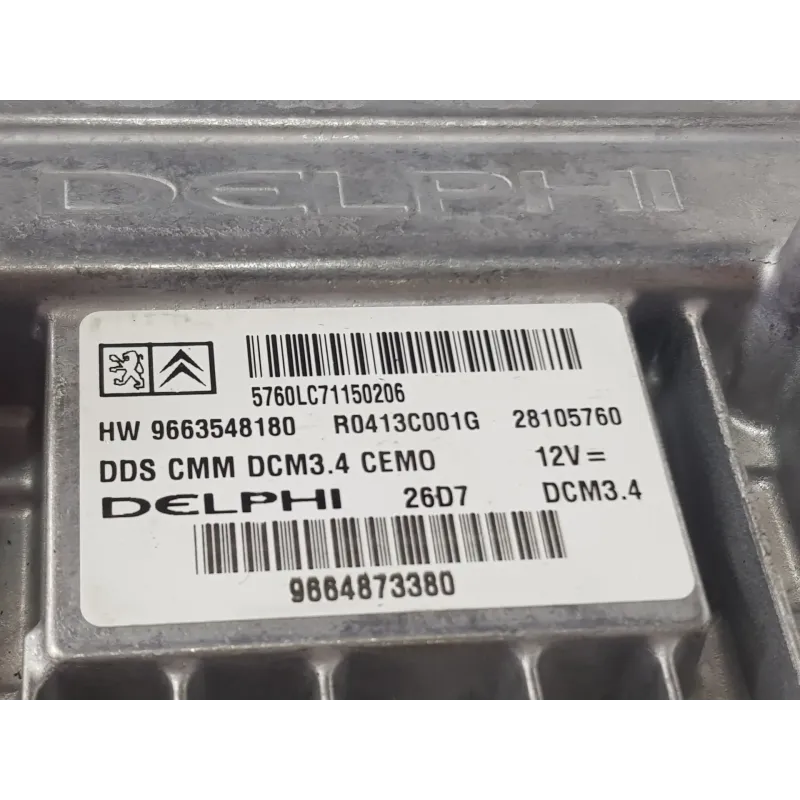 DELPHI
5760LC71150206
HW 9663548180 R0413C001G 28105760
DDS CMM DCM3.4 CEMO 12V =
DELPHI 26D7 DCM3.4
9664873380